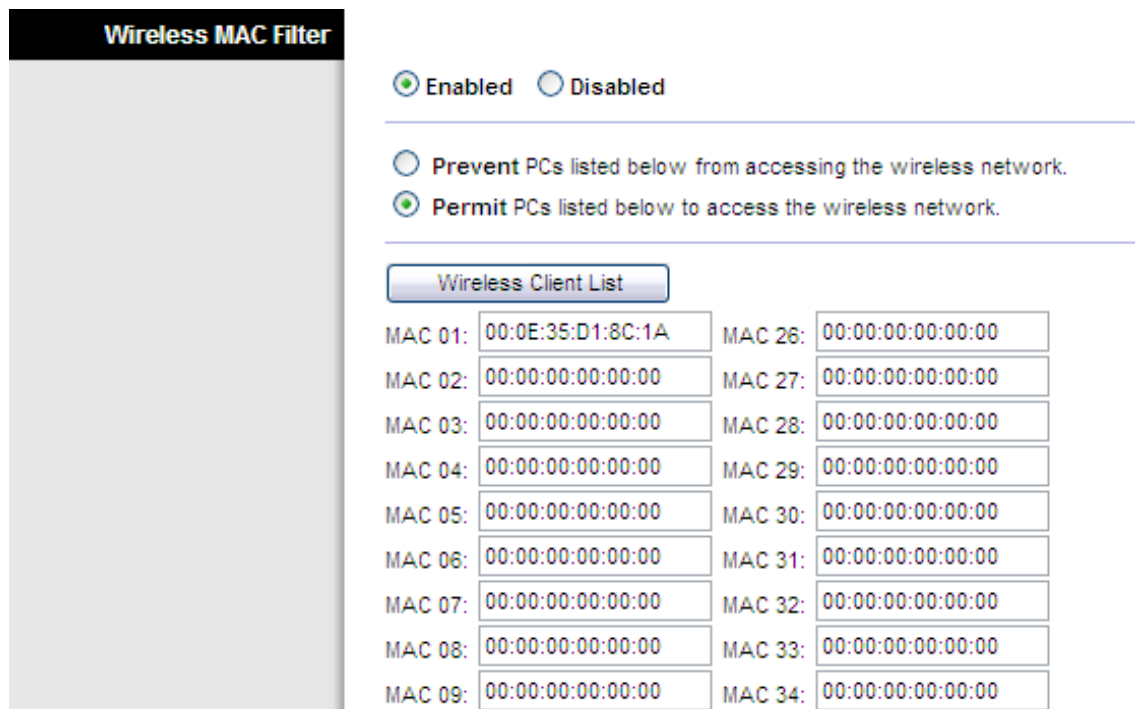 Wireless MAC Filter
Enabled Disabled
Prevent PCs listed below from accessing the wireless network.
Permit PCs listed below to access the wireless network.
Wireless Client List
MAC 01: 00:0E:35:D1:8C:1A MAC 26: 00:00:00:00:00:00
MAC 02: 00:00:00:00:00:00 MAC 27: 00:00:00:00:00:00
MAC 03: 00:00:00:00:00:00 MAC 28: 00:00:00:00:00:00
MAC 04: 00:00:00:00:00:00 MAC 29: 00:00:00:00:00:00
MAC 05: 00:00:00:00:00:00 MAC 30: 00:00:00:00:00:00
MAC 06: 00:00:00:00:00:00 MAC 31: 00:00:00:00:00:00
MAC 07: 00:00:00:00:00:00 MAC 32: 00:00:00:00:00:00
MAC 08: 00:00:00:00:00:00 MAC 33: 00:00:00:00:00:00
MAC 09: 00:00:00:00:00:00 MAC 34: 00:00:00:00:00:00